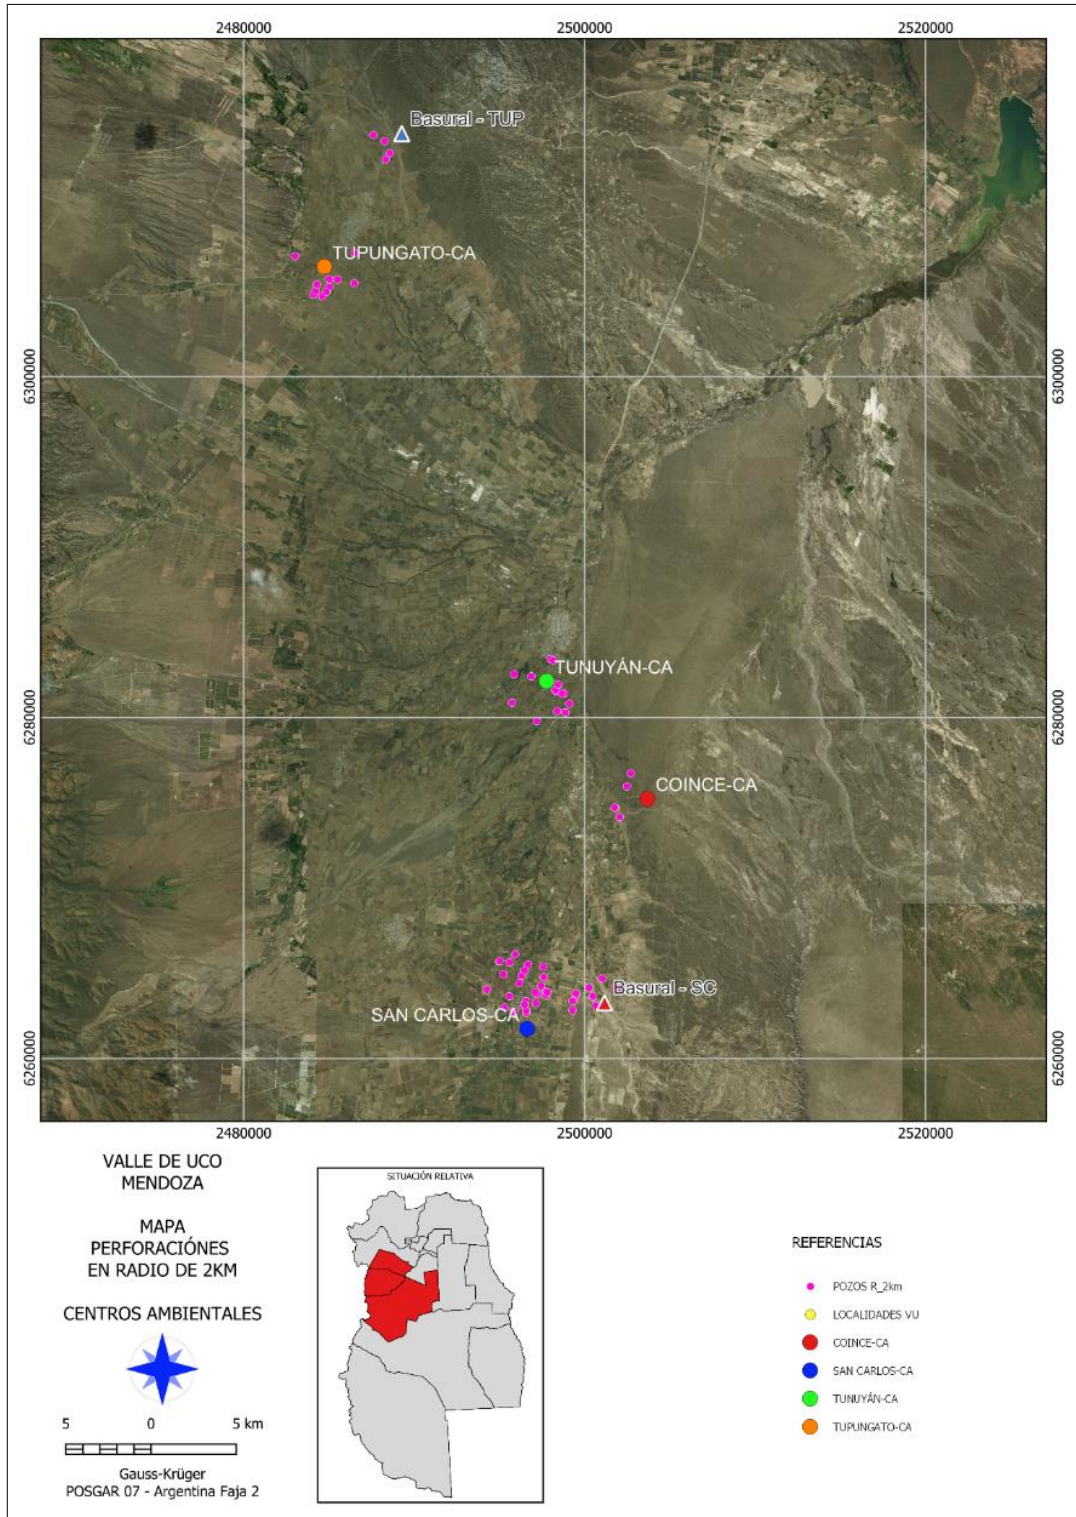 2480000
2500000
2520000
Basural - TUP
TUPUNGATO-CA
6300000
6300000
TUNUYÁN-CA
6280000
6280000
COINCE-CA
Basural - SC
SAN CARLOS-CA
6260000
6260000
2480000
2500000
2520000
VALLE DE UCO
MENDOZA
MAPA
PERFORACIÓNES
EN RADIO DE 2KM
CENTROS AMBIENTALES
5 0 5 km
Gauss-Krüger
POSGAR 07 - Argentina Faja 2
SITUACIÓN RELATIVA
REFERENCIAS
POZOS R_2km
LOCALIDADES VU
COINCE-CA
SAN CARLOS-CA
TUNUYÁN-CA
TUPUNGATO-CA